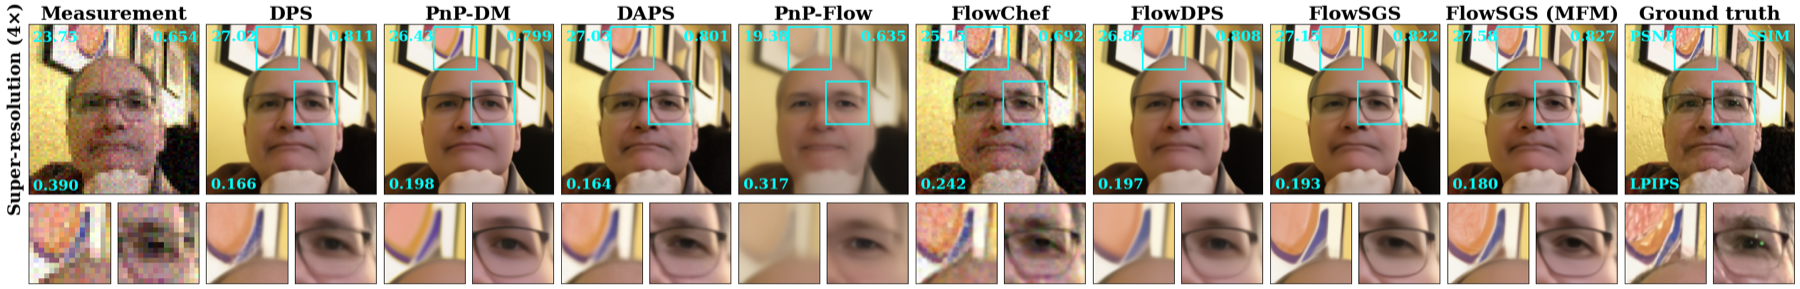 Measurement DPS PnP-DM DAPS PnP-Flow FlowChef FlowDPS FlowSGS FlowSGS (MFM) Ground truth
Super-resolution (4×)
23.75 0.654 27.02 0.811 26.43 0.799 27.03 0.801 19.38 0.635 25.13 0.692 26.85 0.808 27.15 0.822 27.58 0.827 PSNR SSIM
0.390 0.166 0.198 0.164 0.317 0.242 0.197 0.193 0.180 LPIPS